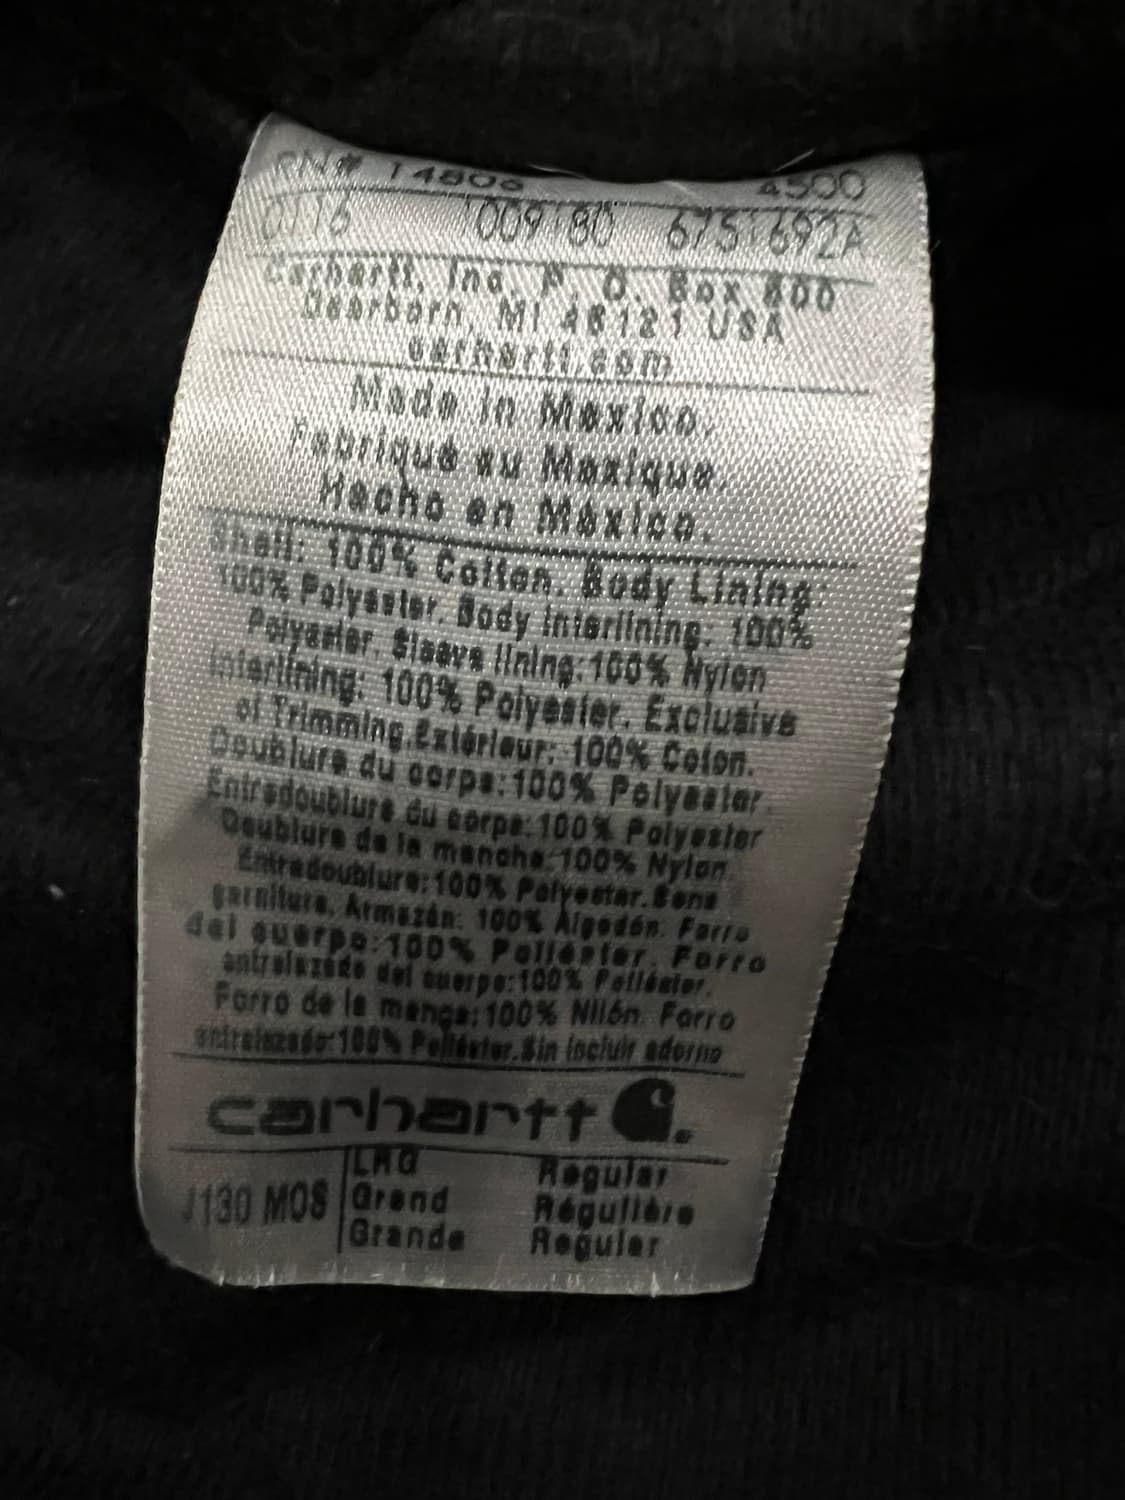 RN# 14806 4500
0116 1009180 6751692A
Carhartt, Inc. P. O. Box 600
Dearborn, MI 48121 USA
carhartt.com
Made in Mexico.
Fabriqué au Mexique.
Hecho en México.
Shell: 100% Cotton. Body Lining:
100% Polyester. Body interlining: 100%
Polyester. Sleeve lining:100% Nylon
interlining: 100% Polyester. Exclusive
of Trimming.Extérieur: 100% Coton.
Doublure du corps:100% Polyester
Entredoublure du corps:100% Polyester
Doublure de la manche:100% Nylon.
Entredoublure:100% Polyester.Sans
garniture. Armazón: 100% Algodón. Forro
del cuerpo:100% Poliéster. Forro
entrelazado del cuerpo:100% Poliéster.
Forro de la manga:100% Nilón. Forro
entrelazado:100% Poliéster.Sin incluir adorno
carhartt
J130 MOS
LRG Regular
Grand Régulière
Grande Regular